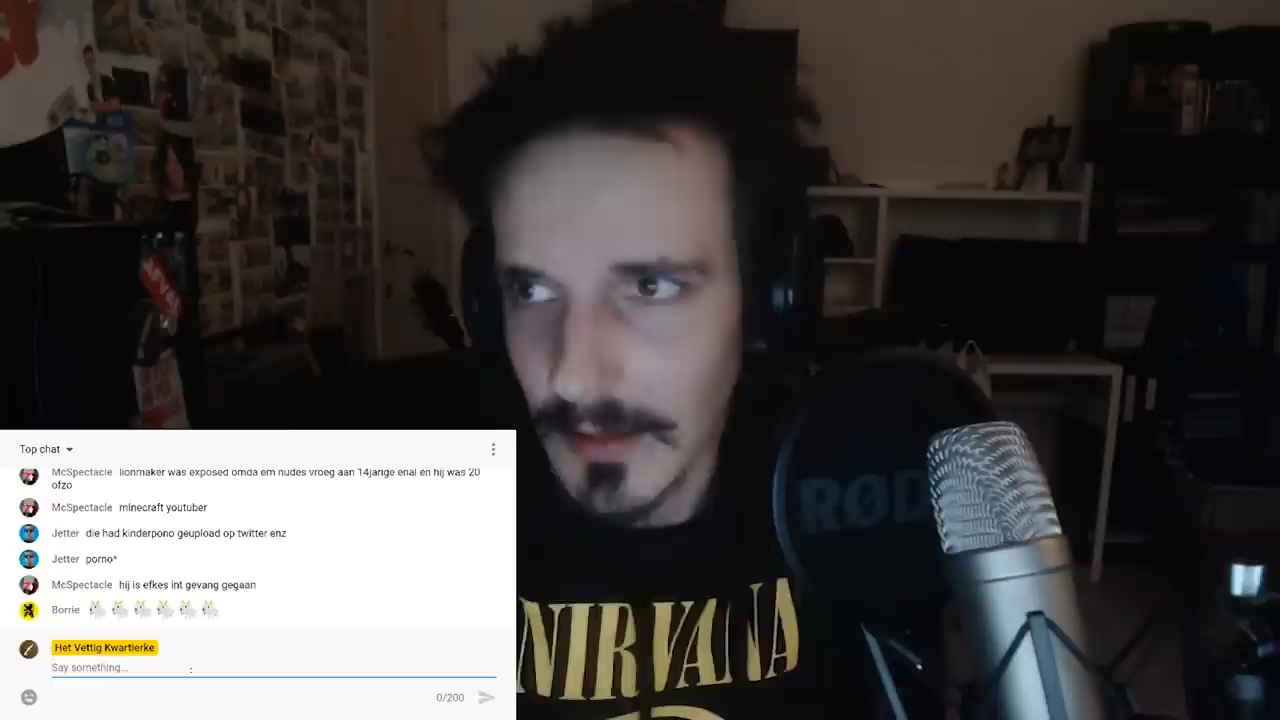 Top chat
McSpectacle lionmaker was exposed omda em nudes vroeg aan 14jarige enal en hij was 20
ofzo
McSpectacle minecraft youtuber
Jetter die had kinderpono geupload op twitter enz
Jetter porno*
McSpectacle hij is efkes int gevang gegaan
Borrie
Het Vettig Kwartierke
Say something...
0/200
RØD
NIRVANA